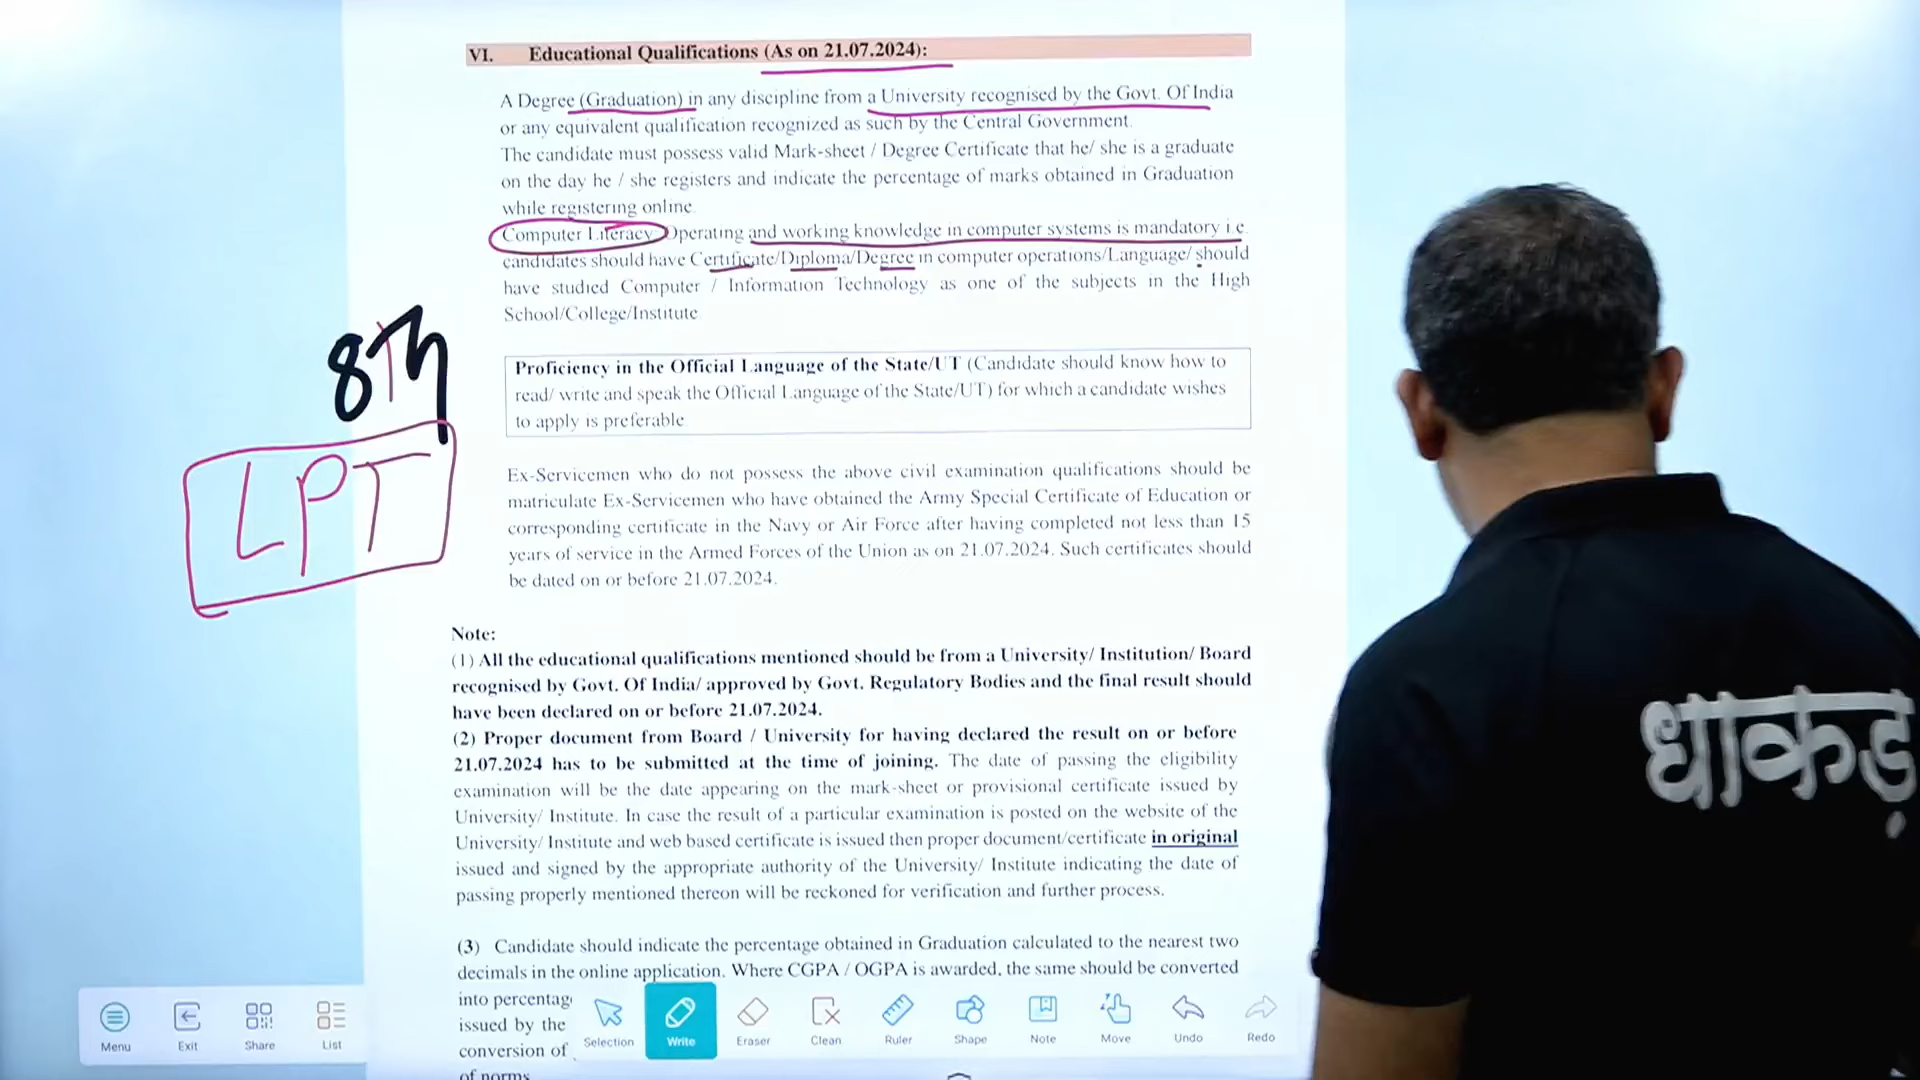 VI. Educational Qualifications (As on 21.07.2024):
A Degree (Graduation) in any discipline from a University recognised by the Govt. Of India
or any equivalent qualification recognized as such by the Central Government.
The candidate must possess valid Mark-sheet / Degree Certificate that he/ she is a graduate
on the day he / she registers and indicate the percentage of marks obtained in Graduation
while registering online.
Computer Literacy: Operating and working knowledge in computer systems is mandatory i.e.
candidates should have Certificate/Diploma/Degree in computer operations/Language/ should
have studied Computer / Information Technology as one of the subjects in the High
School/College/Institute
8Th
Proficiency in the Official Language of the State/UT (Candidate should know how to
read/ write and speak the Official Language of the State/UT) for which a candidate wishes
to apply is preferable
LPT
Ex-Servicemen who do not possess the above civil examination qualifications should be
matriculate Ex-Servicemen who have obtained the Army Special Certificate of Education or
corresponding certificate in the Navy or Air Force after having completed not less than 15
years of service in the Armed Forces of the Union as on 21.07.2024. Such certificates should
be dated on or before 21.07.2024.
Note:
(1) All the educational qualifications mentioned should be from a University/ Institution/ Board
recognised by Govt. Of India/ approved by Govt. Regulatory Bodies and the final result should
have been declared on or before 21.07.2024.
(2) Proper document from Board / University for having declared the result on or before
21.07.2024 has to be submitted at the time of joining. The date of passing the eligibility
examination will be the date appearing on the mark-sheet or provisional certificate issued by
University/ Institute. In case the result of a particular examination is posted on the website of the
University/ Institute and web based certificate is issued then proper document/certificate in original
issued and signed by the appropriate authority of the University/ Institute indicating the date of
passing properly mentioned thereon will be reckoned for verification and further process.
(3) Candidate should indicate the percentage obtained in Graduation calculated to the nearest two
decimals in the online application. Where CGPA / OGPA is awarded, the same should be converted
into
issued by the
conversion of
of norms
धाकड़
Menu Exit Share List Selection Write Eraser Clean Ruler Shape Note Move Undo Redo